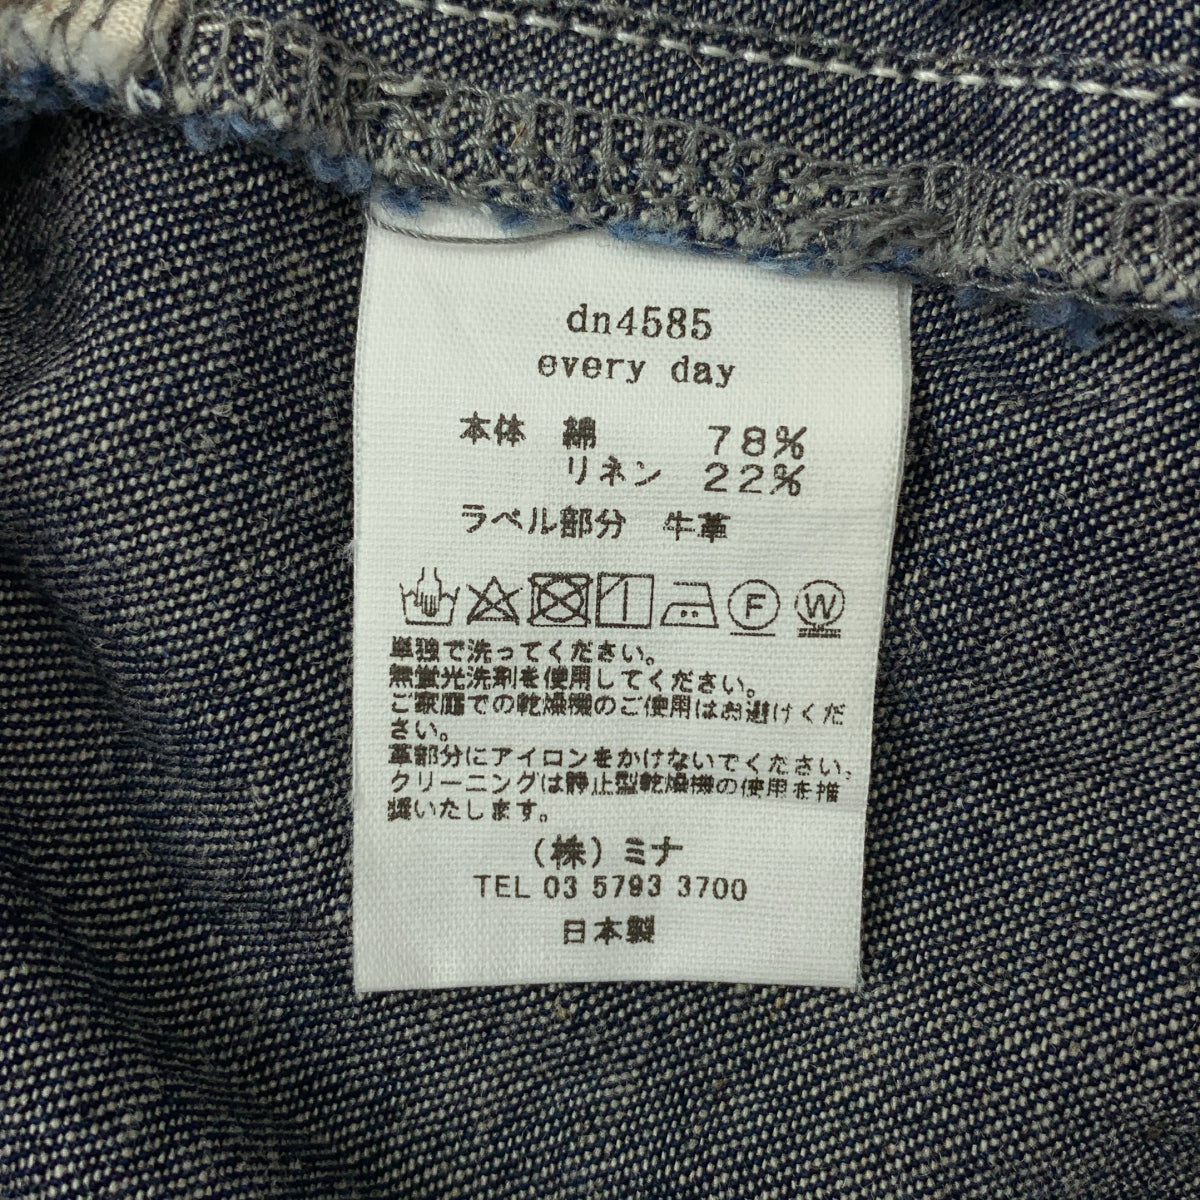 dn4585
every day
本体 綿 78%
リネン 22%
ラベル部分 牛革
F W
単独で洗ってください。
無蛍光洗剤を使用してください。
ご家庭での乾燥機のご使用はお避けくだ
さい。
革部分にアイロンをかけないでください。
クリーニングは静止型乾燥機の使用を推
奨いたします。
(株)ミナ
TEL 03 5793 3700
日本製